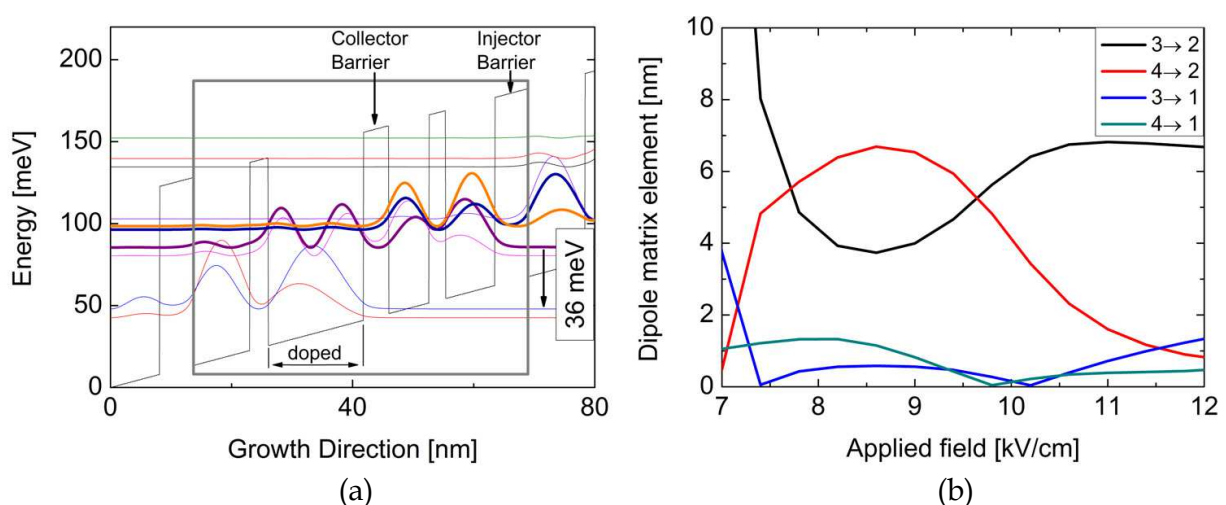 Energy [meV]
200
150
100
50
0
Collector
Barrier
Injector
Barrier
doped
36 meV
0
20
40
60
80
Growth Direction [nm]
(a)
Dipole matrix element [nm]
10
8
6
4
2
0
3→ 2
4→ 2
3→ 1
4→ 1
7
8
9
10
11
12
Applied field [kV/cm]
(b)